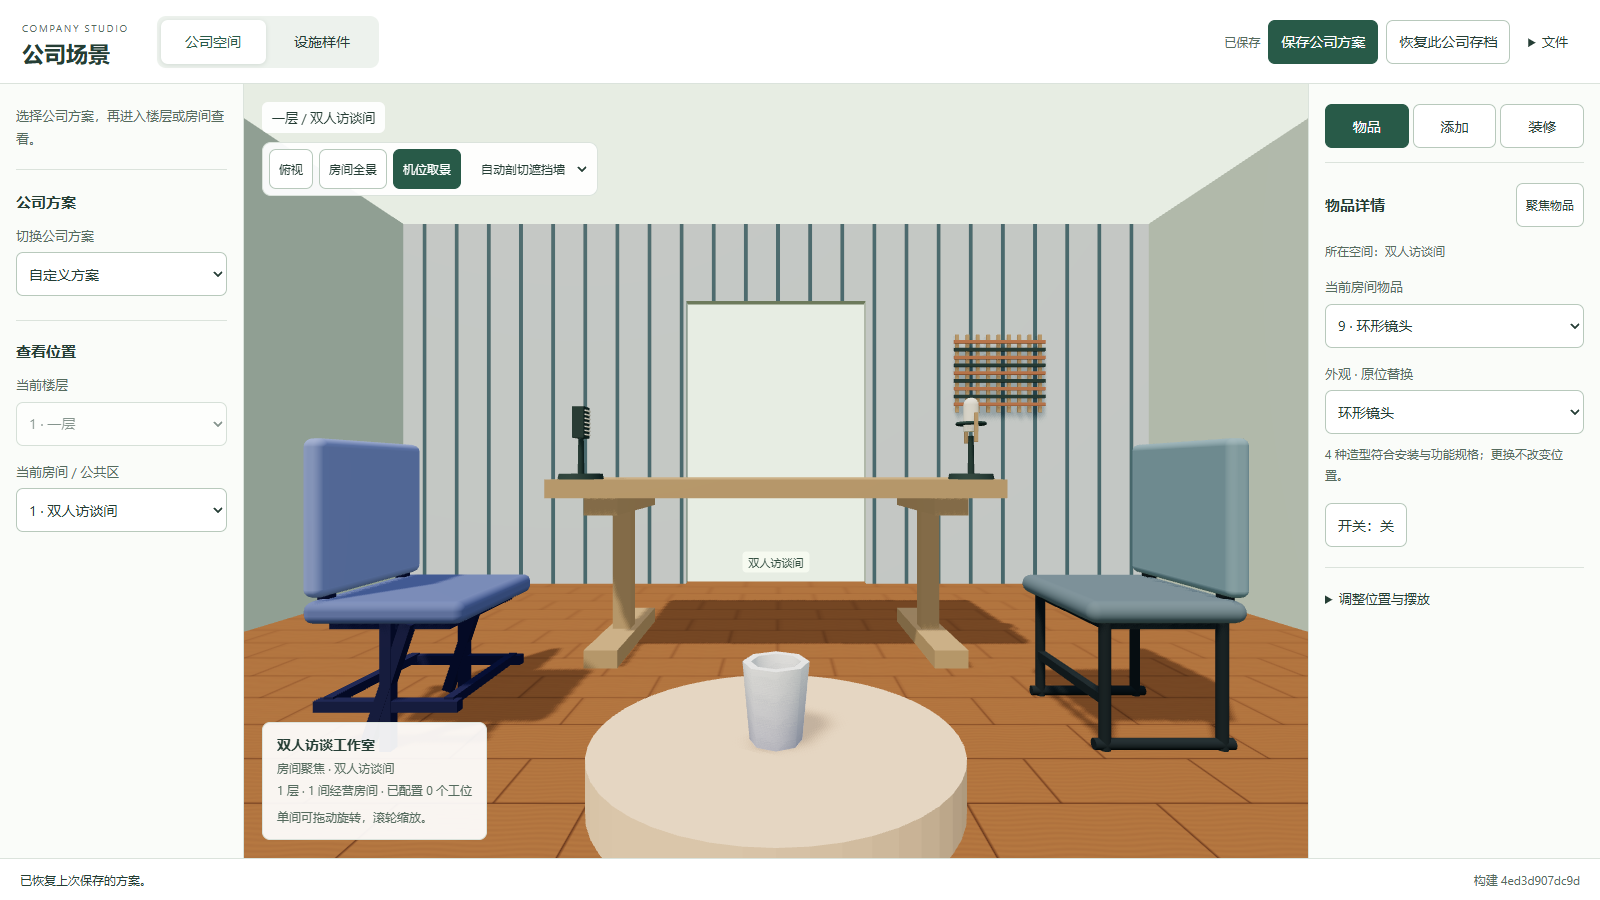 COMPANY STUDIO
公司场景
公司空间
设施样件
已保存
保存公司方案
恢复此公司存档
文件
选择公司方案，再进入楼层或房间查
看。
公司方案
切换公司方案
自定义方案
查看位置
当前楼层
1 · 一层
当前房间 / 公共区
1 · 双人访谈间
一层 / 双人访谈间
俯视
房间全景
机位取景
自动剖切遮挡墙
双人访谈间
双人访谈工作室
房间聚焦 · 双人访谈间
1 层 · 1 间经营房间 · 已配置 0 个工位
单间可拖动旋转，滚轮缩放。
物品
添加
装修
物品详情
聚焦物品
所在空间：双人访谈间
当前房间物品
9 · 环形镜头
外观 · 原位替换
环形镜头
4 种造型符合安装与功能规格；更换不改变位
置。
开关：关
调整位置与摆放
已恢复上次保存的方案。
构建 4ed3d907dc9d